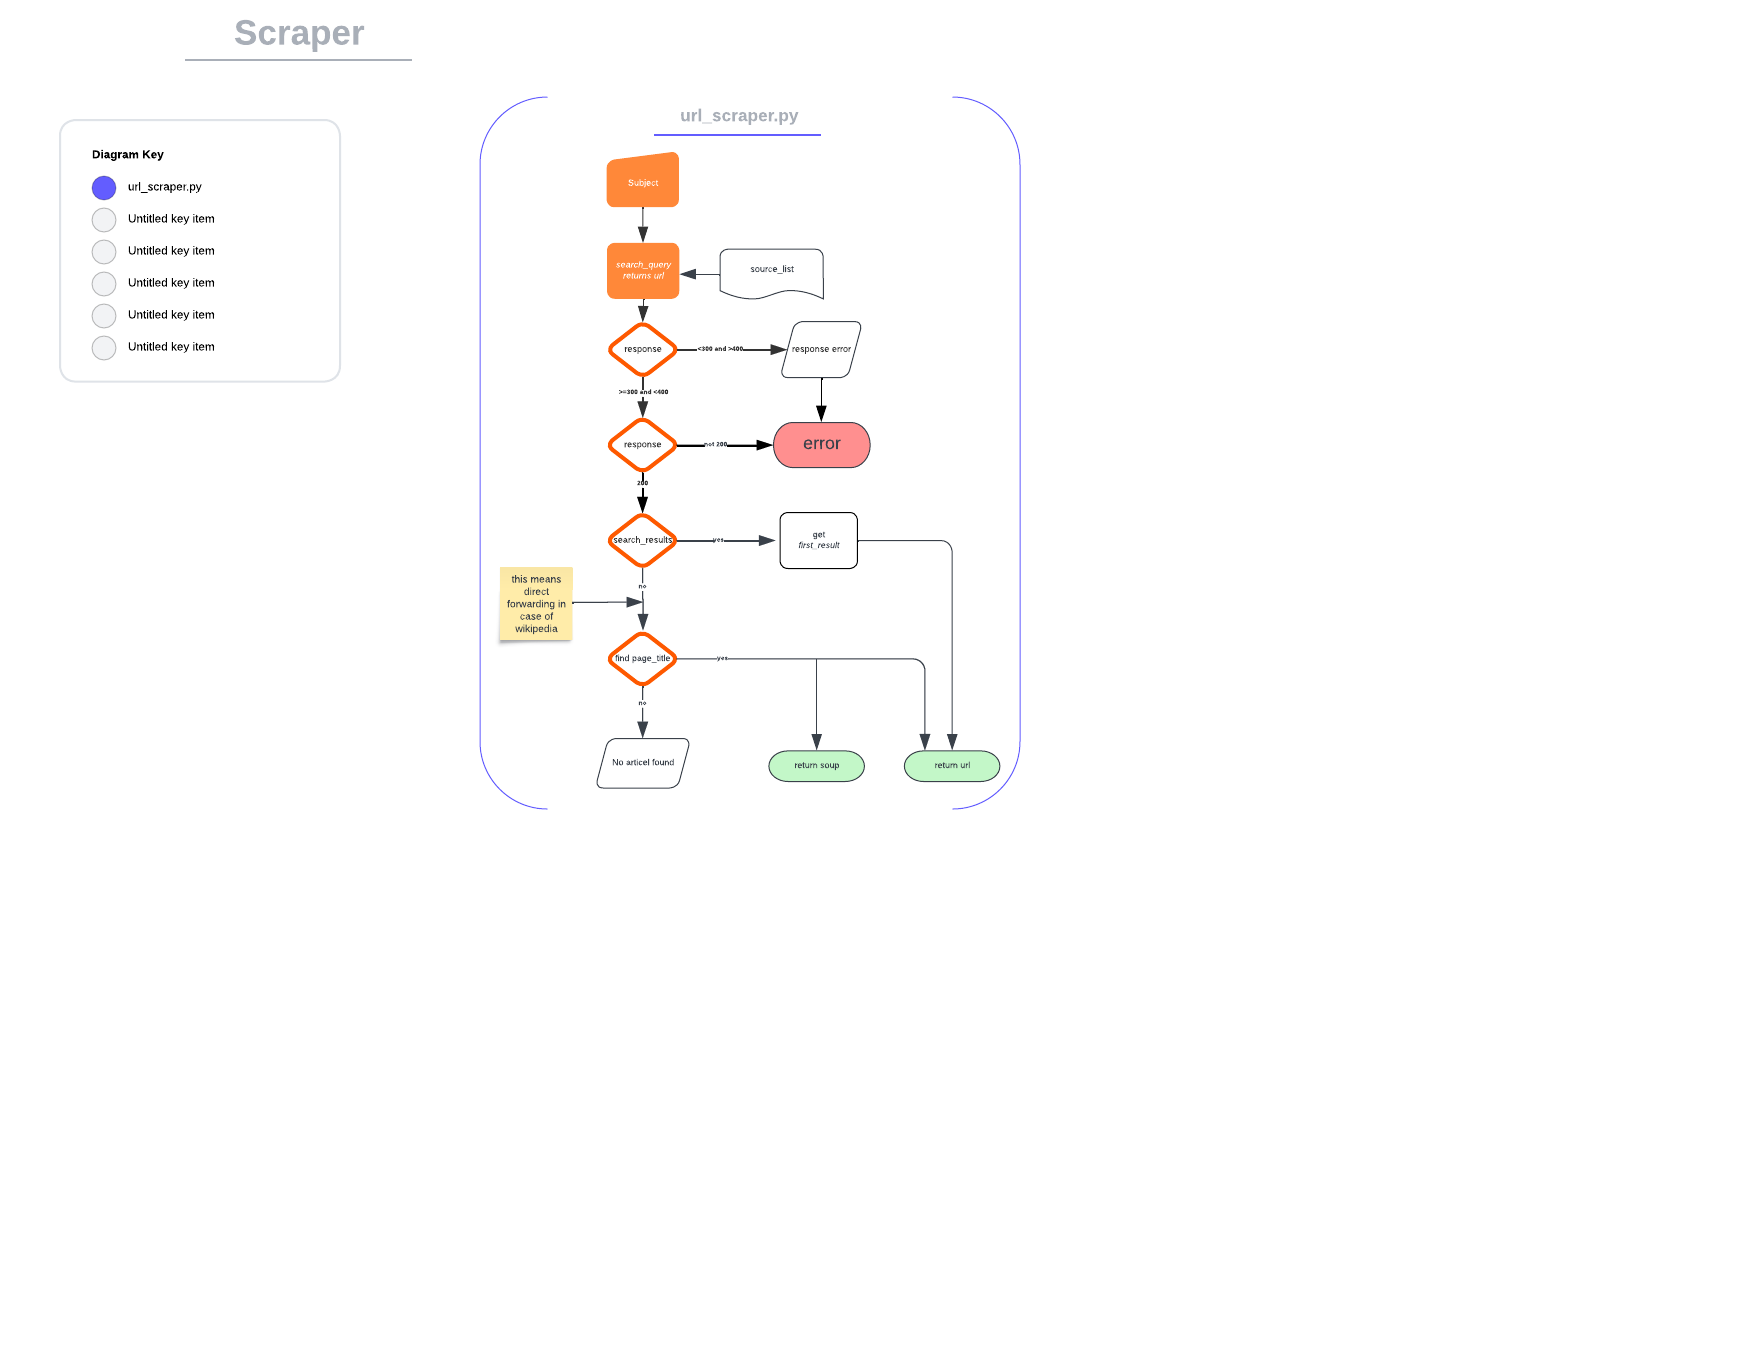 Scraper
Diagram Key
url_scraper.py
Untitled key item
Untitled key item
Untitled key item
Untitled key item
Untitled key item
url_scraper.py
Subject
search_query
returns url
source_list
response
<300 and >400
response error
>=300 and <400
response
not 200
error
200
search_results
yes
get
first_result
no
this means
direct
forwarding in
case of
wikipedia
find page_title
yes
no
No articel found
return soup
return url